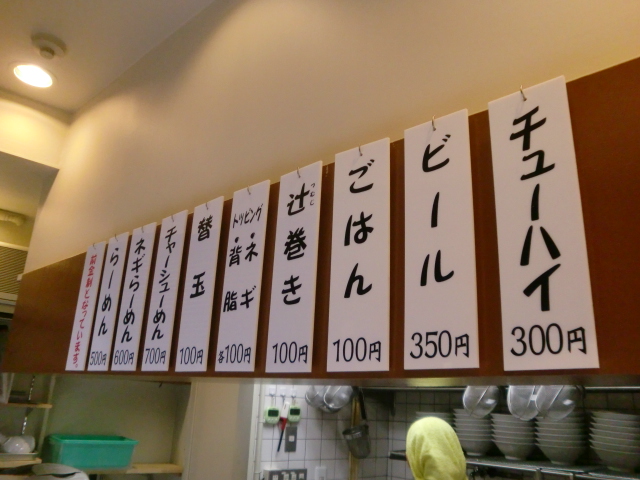 前金制となっています。
らーめん
500円
ネギらーめん
600円
チャーシューめん
700円
替玉
100円
トッピング
・ネギ
・背脂
各100円
辻巻き
つむじ
100円
ごはん
100円
ビール
350円
チューハイ
300円